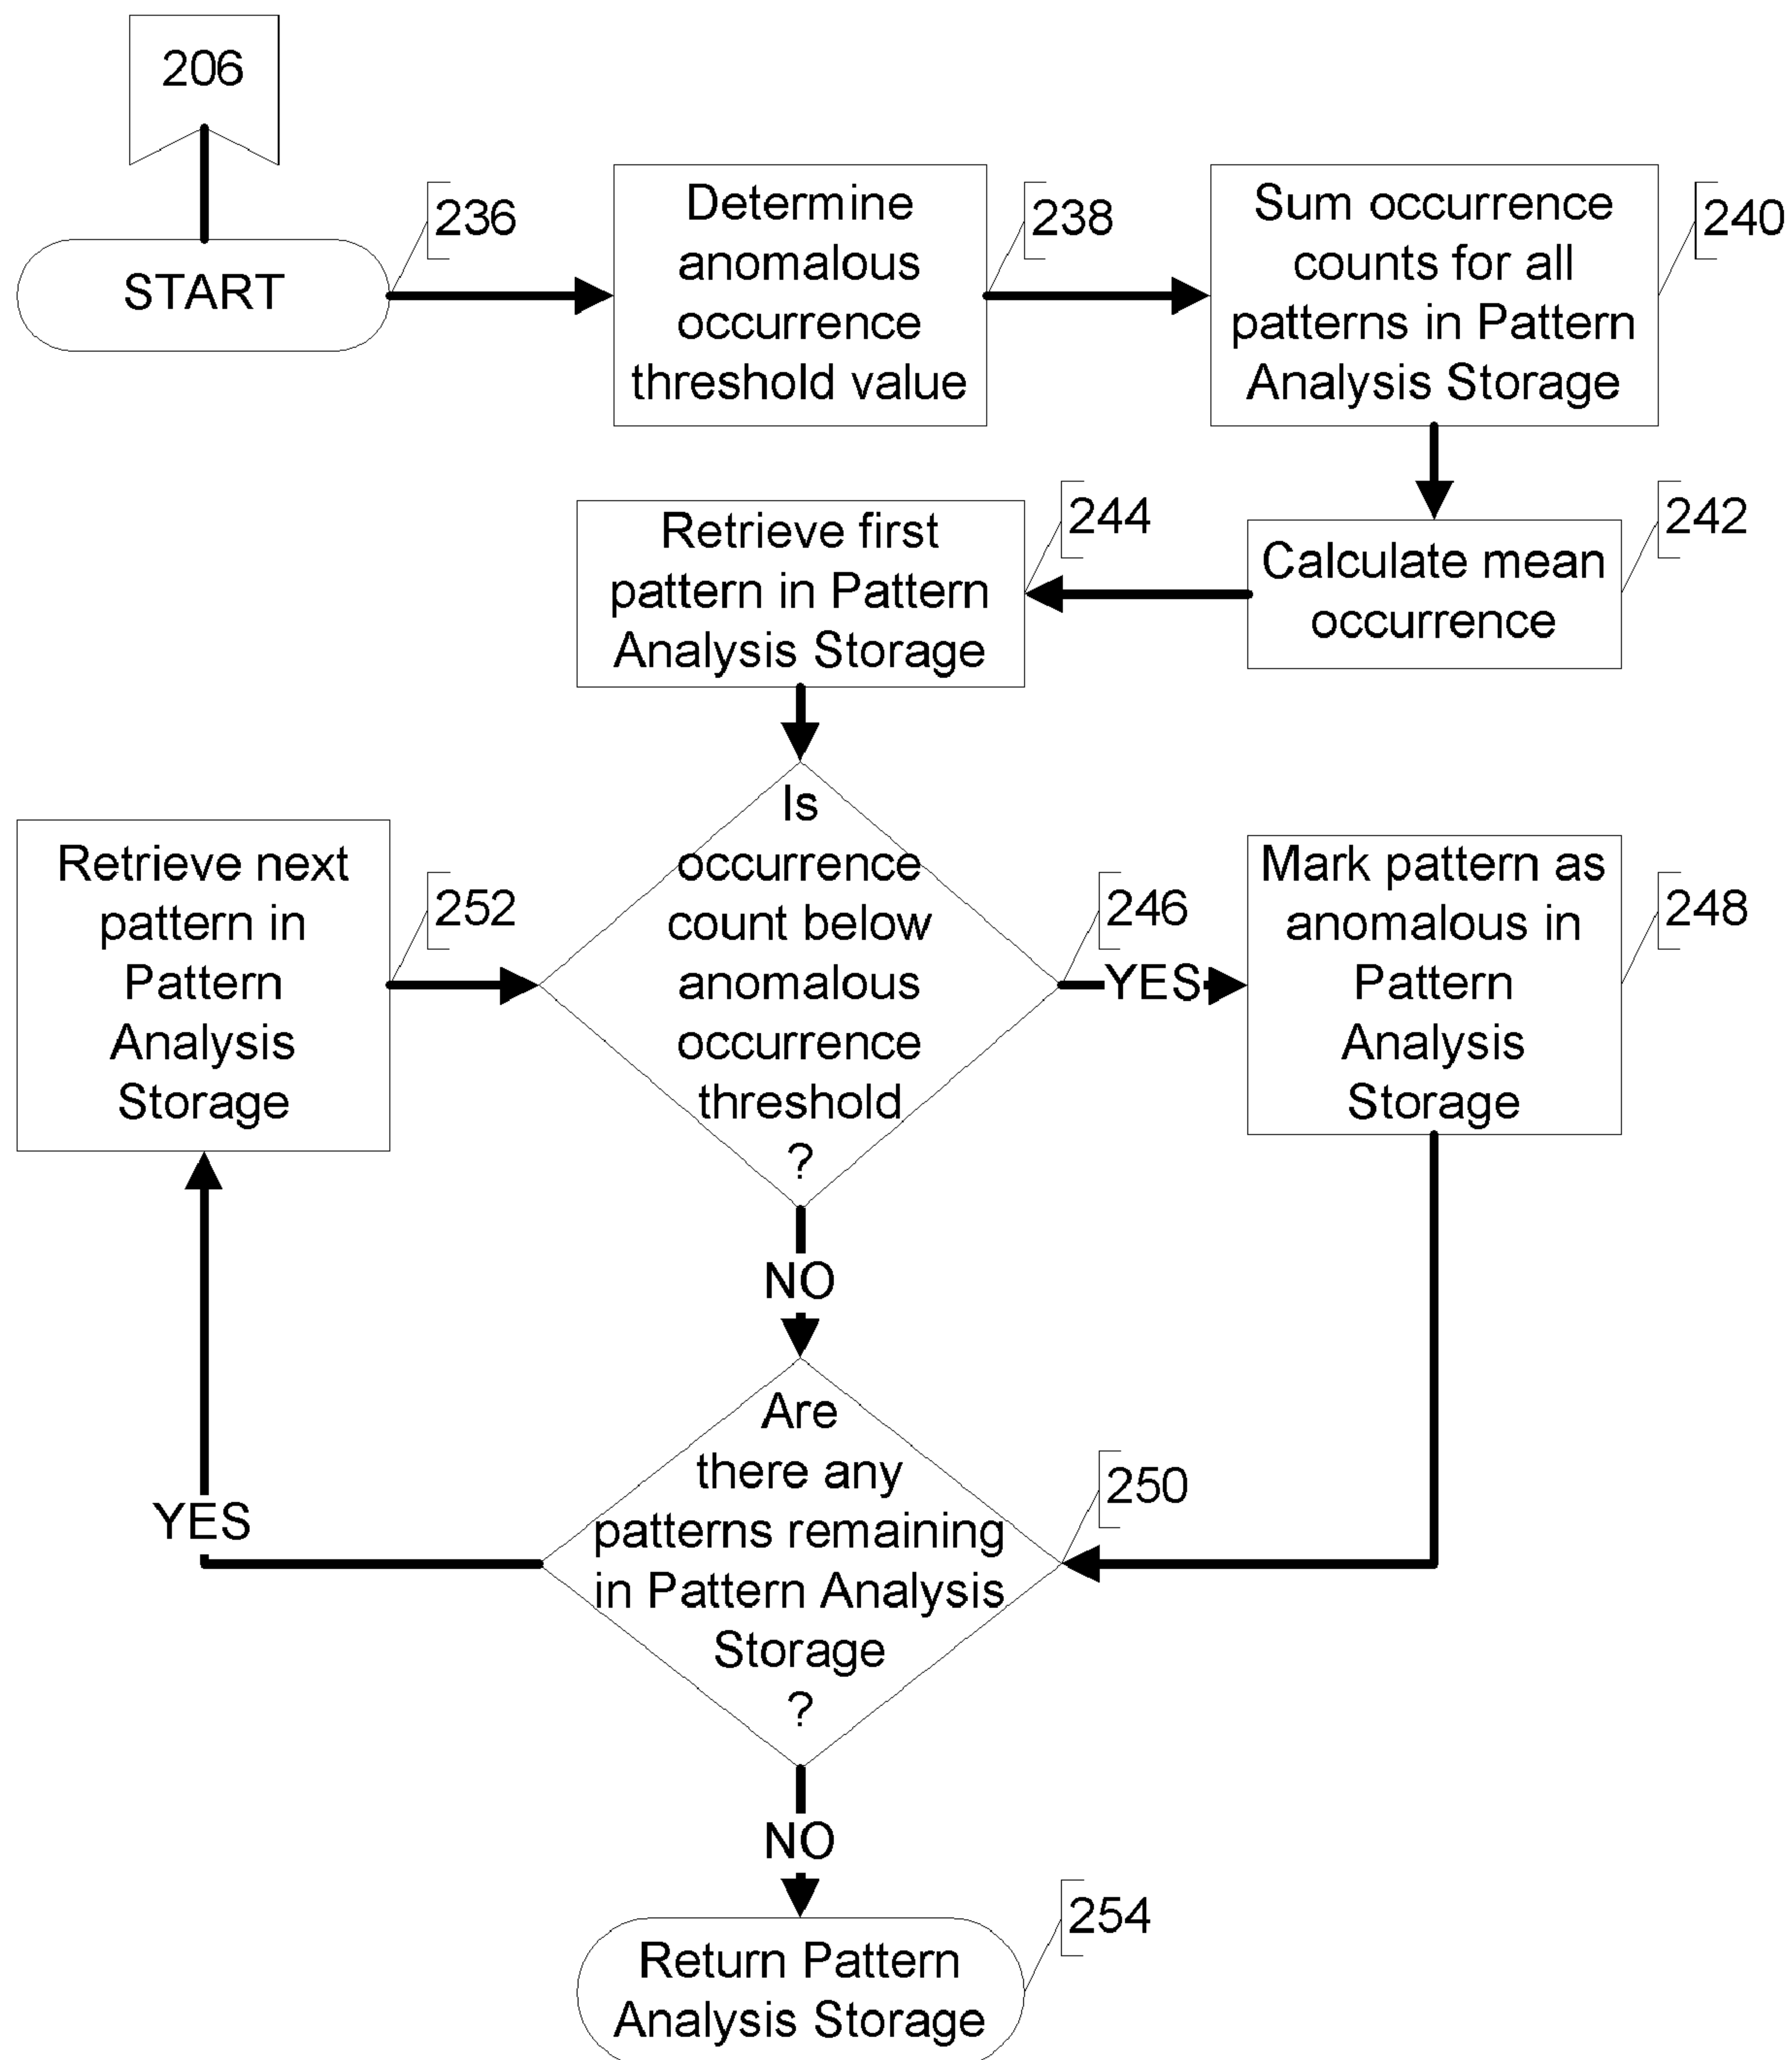 206
START
236
Determine
anomalous
occurrence
threshold value
238
Sum occurrence
counts for all
patterns in Pattern
Analysis Storage
240
Calculate mean
occurrence
242
Retrieve first
pattern in Pattern
Analysis Storage
244
Is
occurrence
count below
anomalous
occurrence
threshold
?
246
YES
Mark pattern as
anomalous in
Pattern
Analysis
Storage
248
Retrieve next
pattern in
Pattern
Analysis
Storage
252
NO
Are
there any
patterns remaining
in Pattern Analysis
Storage
?
250
YES
NO
Return Pattern
Analysis Storage
254